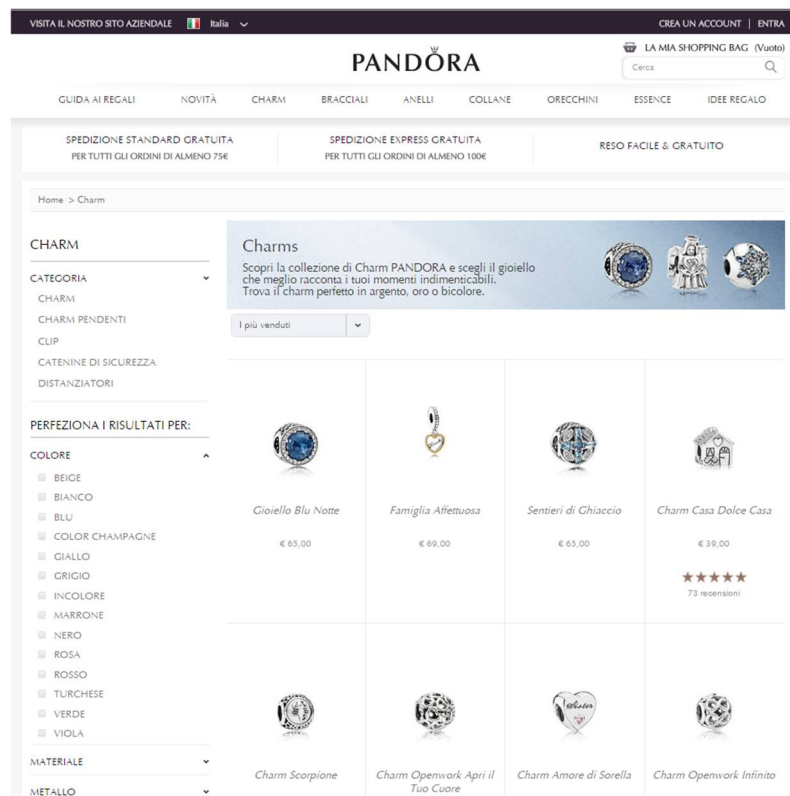 VISITA IL NOSTRO SITO AZIENDALE Italia CREA UN ACCOUNT | ENTRA
PANDÖRA
LA MIA SHOPPING BAG (Vuoto)
Cerca
GUIDA AI REGALI NOVITÀ CHARM BRACCIALI ANELLI COLLANE ORECCHINI ESSENCE IDEE REGALO
SPEDIZIONE STANDARD GRATUITA SPEDIZIONE EXPRESS GRATUITA RESO FACILE & GRATUITO
PER TUTTI GLI ORDINI DI ALMENO 75€ PER TUTTI GLI ORDINI DI ALMENO 100€
Home > Charm
CHARM
CATEGORIA
CHARM
CHARM PENDENTI
CLIP
CATENINE DI SICUREZZA
DISTANZIATORI
PERFEZIONA I RISULTATI PER:
COLORE
BEIGE
BIANCO
BLU
COLOR CHAMPAGNE
GIALLO
GRIGIO
INCOLORE
MARRONE
NERO
ROSA
ROSSO
TURCHESE
VERDE
VIOLA
MATERIALE
METALLO
Charms
Scopri la collezione di Charm PANDORA e scegli il gioiello
che meglio racconta i tuoi momenti indimenticabili.
Trova il charm perfetto in argento, oro o bicolore.
I più venduti
Gioiello Blu Notte Famiglia Affettuosa Sentieri di Ghiaccio Charm Casa Dolce Casa
€ 65,00 € 69,00 € 65,00 € 39,00
73 recensioni
Sister
Charm Scorpione Charm Openwork Apri il Charm Amore di Sorella Charm Openwork Infinito
Tuo Cuore